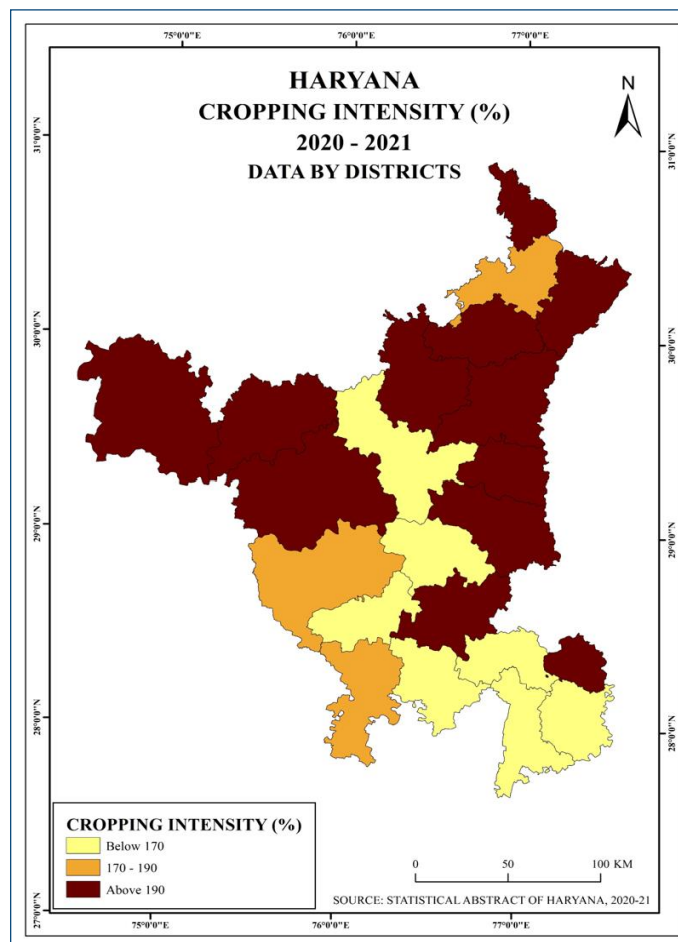 75°0'0"E 76°0'0"E 77°0'0"E
HARYANA
CROPPING INTENSITY (%)
2020 - 2021
DATA BY DISTRICTS
N
31°0'0"N 31°0'0"N
30°0'0"N 30°0'0"N
29°0'0"N 29°0'0"N
28°0'0"N 28°0'0"N
CROPPING INTENSITY (%)
Below 170
170 - 190
Above 190
0 50 100 KM
SOURCE: STATISTICAL ABSTRACT OF HARYANA, 2020-21
27°0'0"N
75°0'0"E 76°0'0"E 77°0'0"E